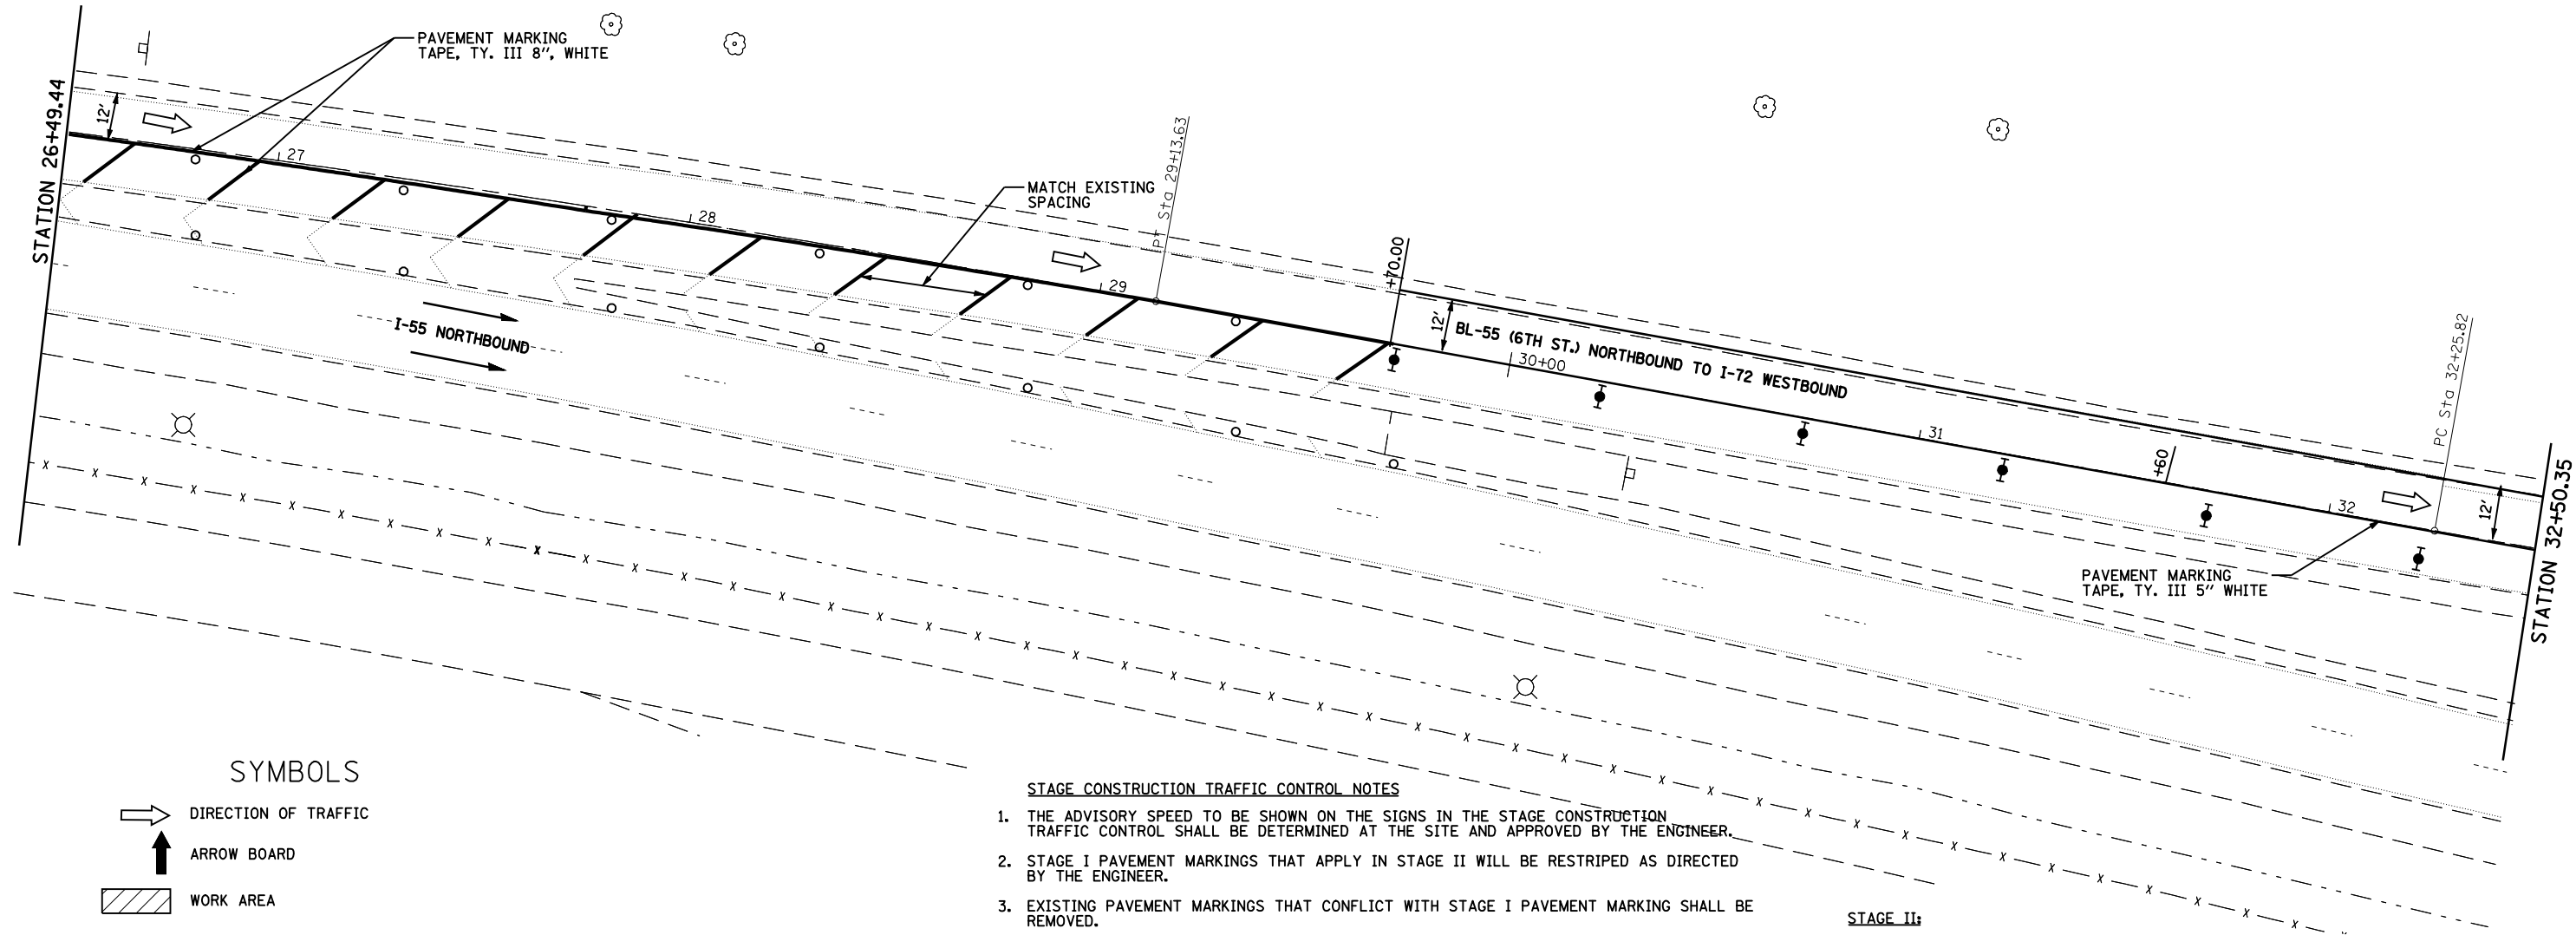 PAVEMENT MARKING
TAPE, TY. III 8", WHITE
STATION 26+49.44
12'
27
28
MATCH EXISTING
SPACING
PT Sta 29+13.63
29
I-55 NORTHBOUND
+70.00
12'
BL-55 (6TH ST.) NORTHBOUND TO I-72 WESTBOUND
30+00
31
+60
32
PC Sta 32+25.82
12'
STATION 32+50.35
PAVEMENT MARKING
TAPE, TY. III 5" WHITE
SYMBOLS
DIRECTION OF TRAFFIC
ARROW BOARD
WORK AREA
STAGE CONSTRUCTION TRAFFIC CONTROL NOTES
1. THE ADVISORY SPEED TO BE SHOWN ON THE SIGNS IN THE STAGE CONSTRUCTION
TRAFFIC CONTROL SHALL BE DETERMINED AT THE SITE AND APPROVED BY THE ENGINEER.
2. STAGE I PAVEMENT MARKINGS THAT APPLY IN STAGE II WILL BE RESTRIPED AS DIRECTED
BY THE ENGINEER.
3. EXISTING PAVEMENT MARKINGS THAT CONFLICT WITH STAGE I PAVEMENT MARKING SHALL BE
REMOVED.
STAGE II: